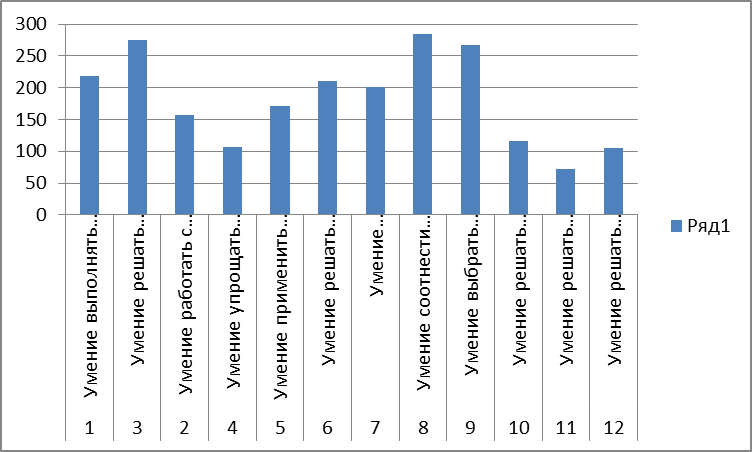 300
250
200
150
100
50
0
Умение выполнять…
Умение решать…
Умение работать с…
Умение упрощать…
Умение применить…
Умение решать…
Умение…
Умение соотнести…
Умение выбрать…
Умение решать…
Умение решать…
Умение решать…
1 3 2 4 5 6 7 8 9 10 11 12
Ряд1